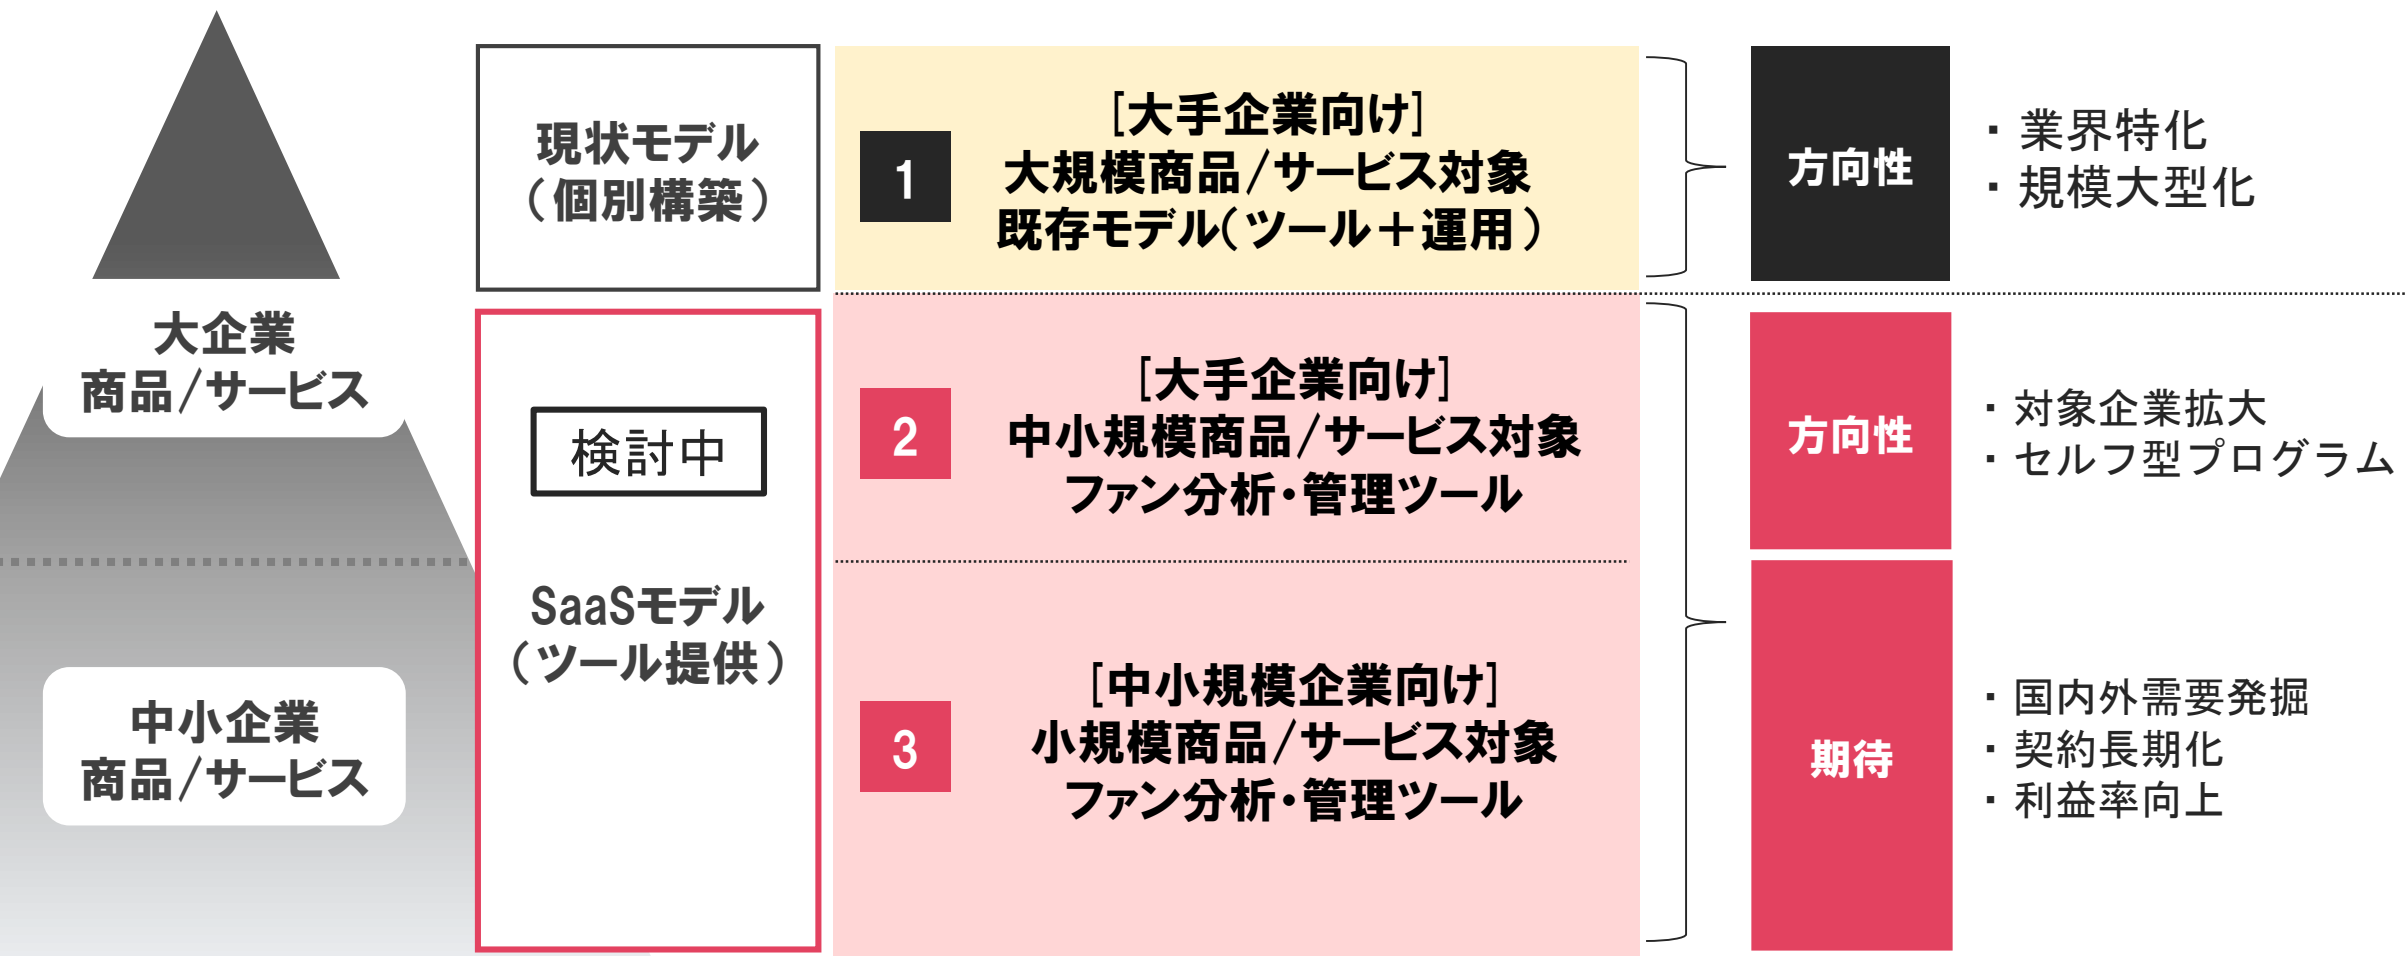 大企業
商品/サービス
中小企業
商品/サービス
現状モデル
（個別構築）
検討中
SaaSモデル
（ツール提供）
1
[大手企業向け]
大規模商品/サービス対象
既存モデル（ツール＋運用）
2
[大手企業向け]
中小規模商品/サービス対象
ファン分析・管理ツール
3
[中小規模企業向け]
小規模商品/サービス対象
ファン分析・管理ツール
方向性
・業界特化
・規模大型化
方向性
・対象企業拡大
・セルフ型プログラム
期待
・国内外需要発掘
・契約長期化
・利益率向上